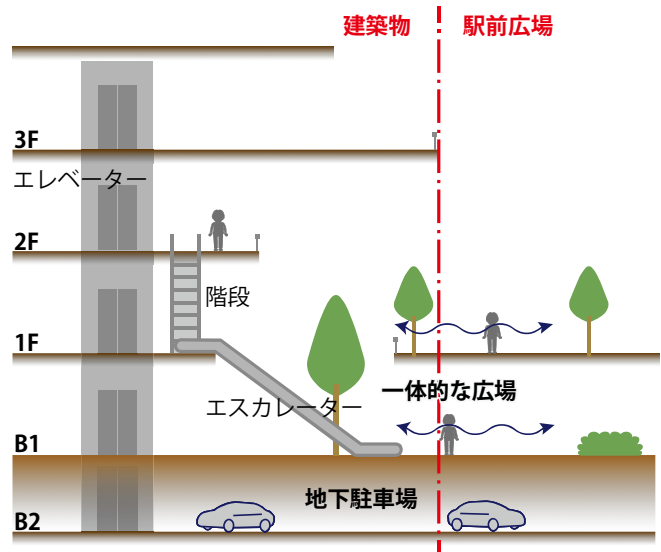 建築物
駅前広場
3F
エレベーター
2F
階段
1F
一体的な広場
エスカレーター
B1
地下駐車場
B2